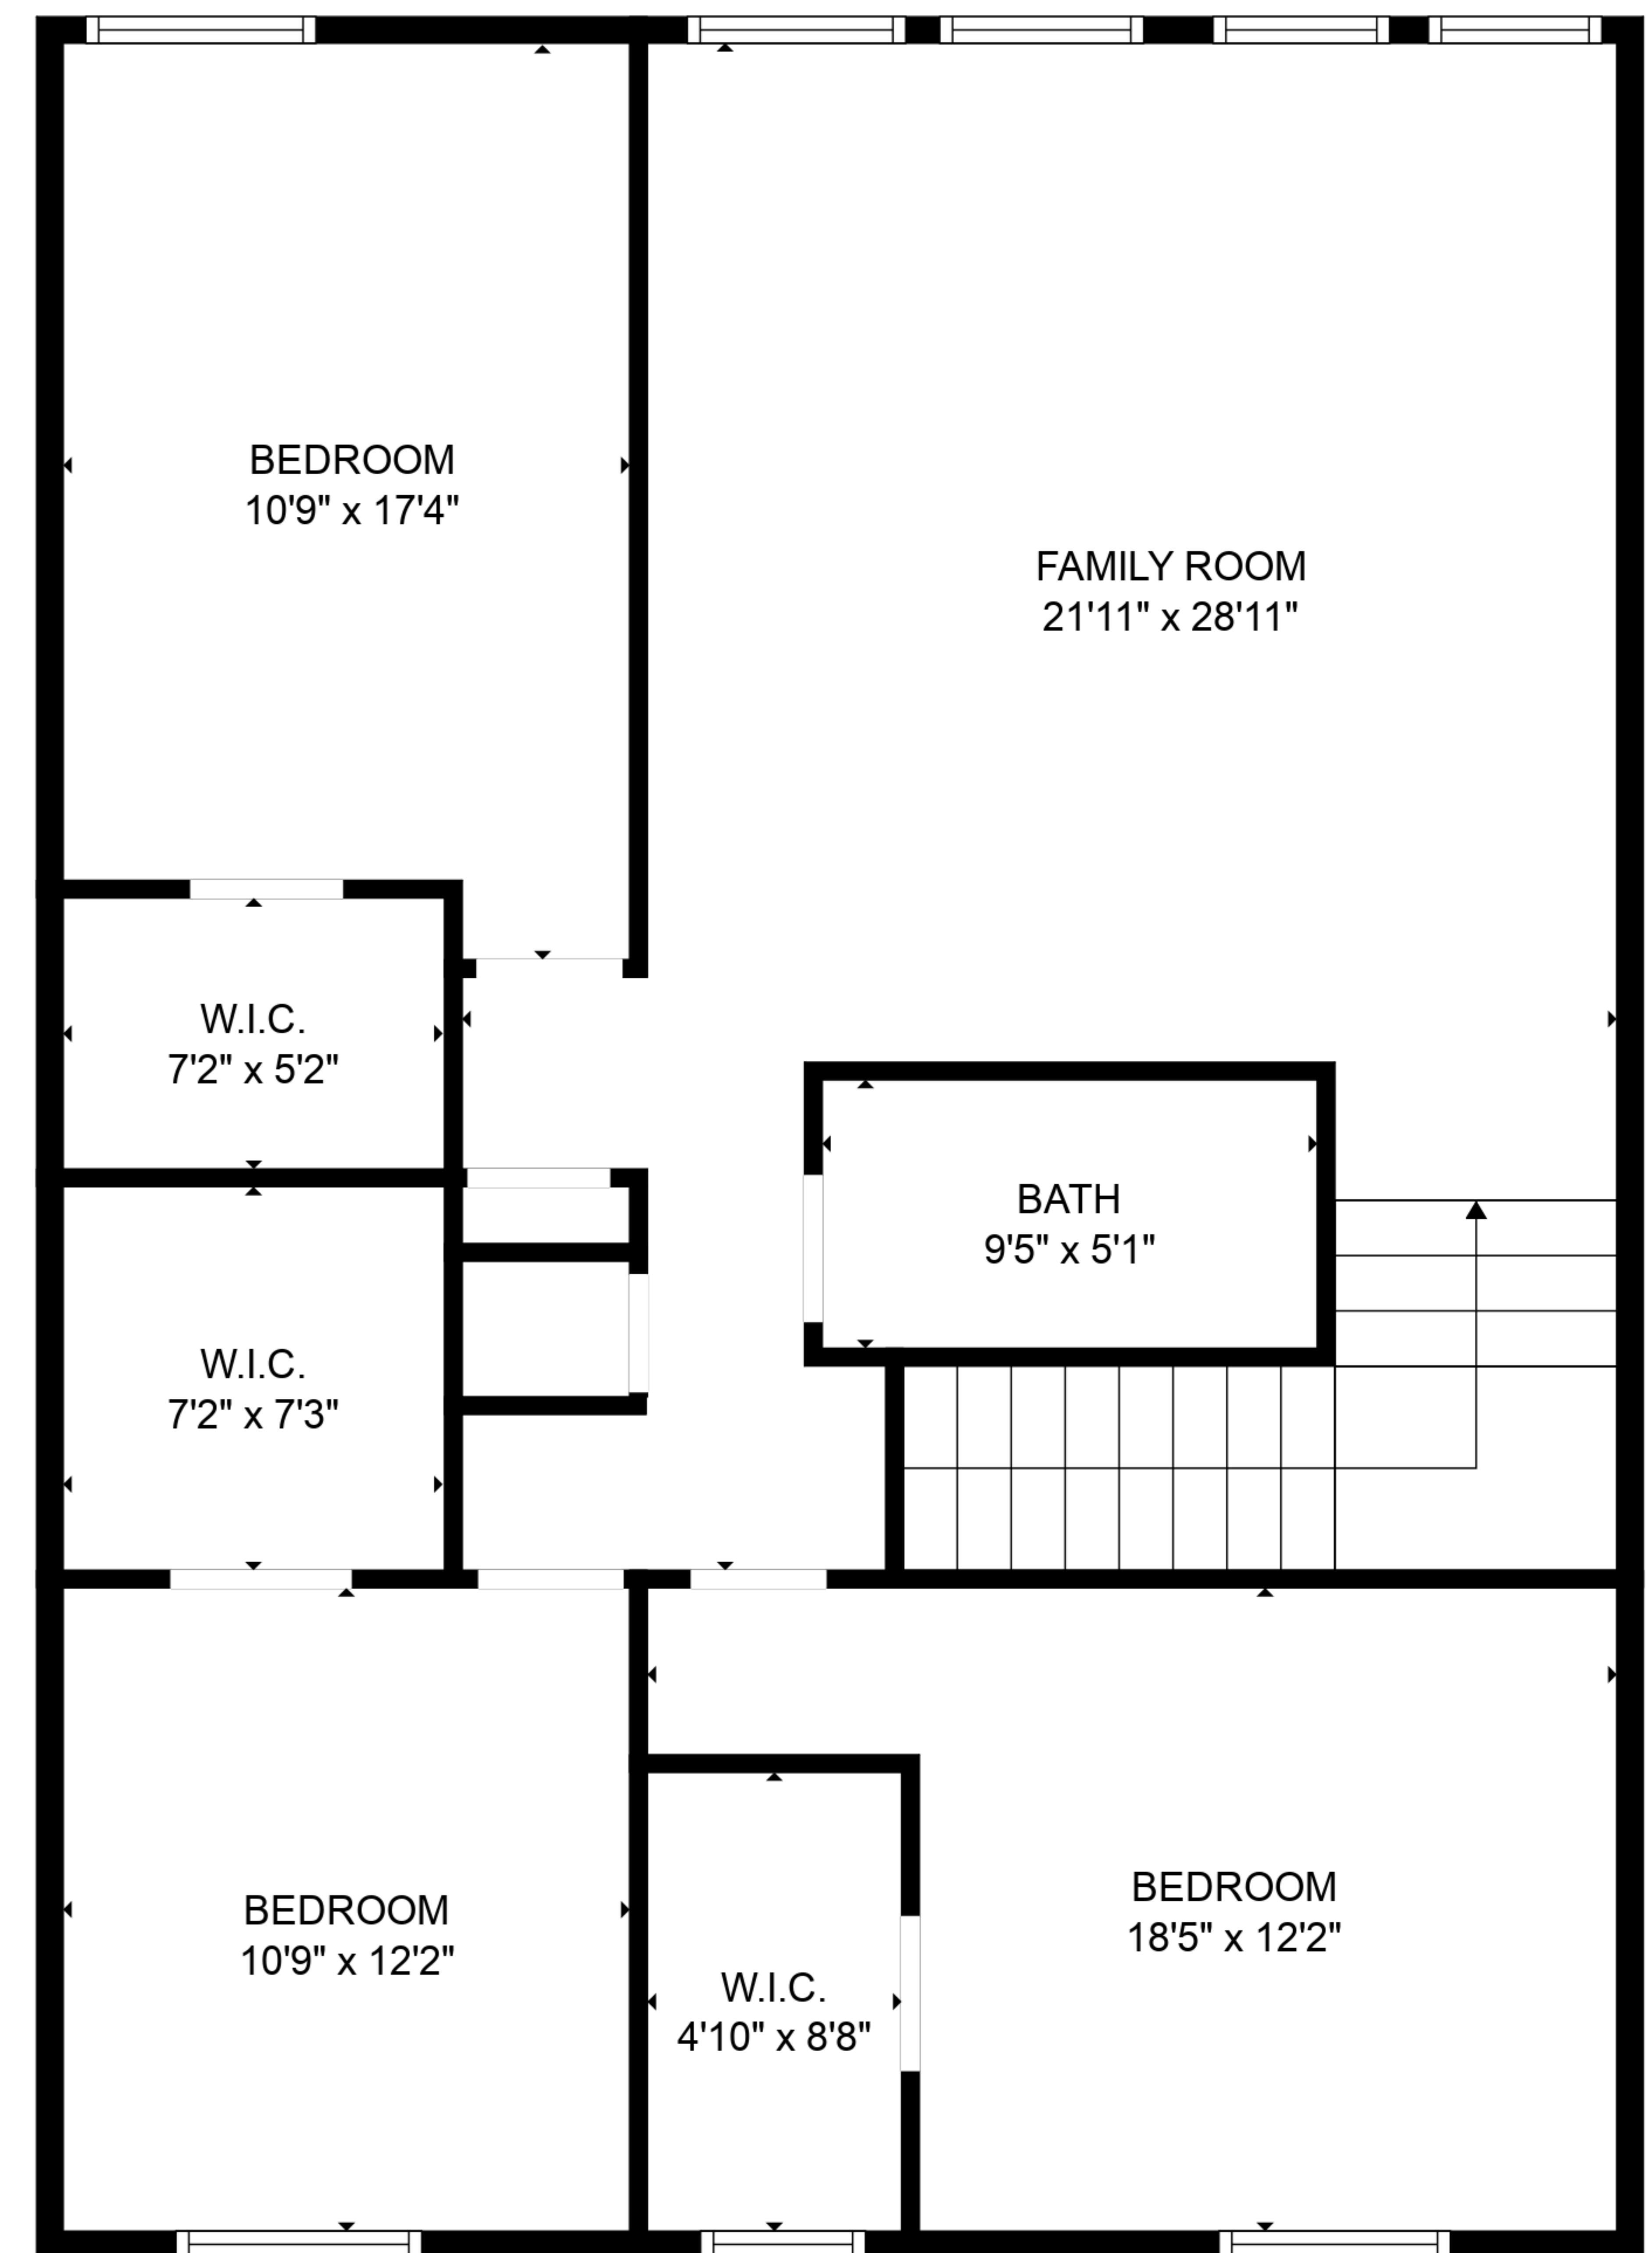 BEDROOM
10'9" x 17'4"
FAMILY ROOM
21'11" x 28'11"
W.I.C.
7'2" x 5'2"
BATH
9'5" x 5'1"
W.I.C.
7'2" x 7'3"
BEDROOM
10'9" x 12'2"
BEDROOM
18'5" x 12'2"
W.I.C.
4'10" x 8'8"